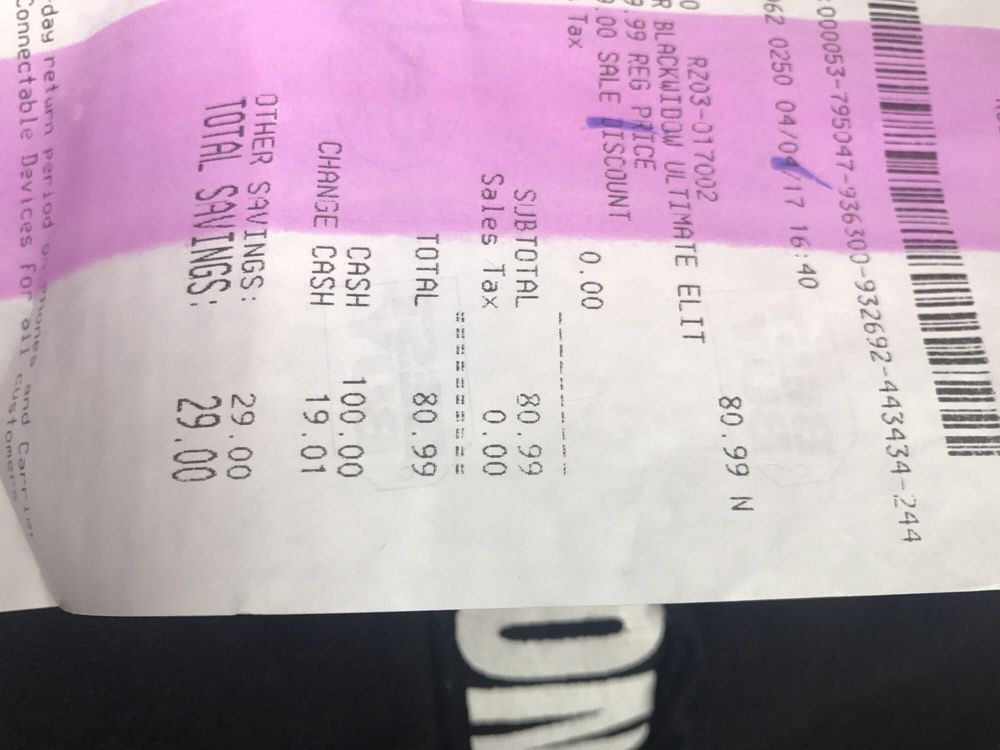 :000053-795047-936300-932692-443434-244
62 0250 04/04/17 16:40
RZ03-017002 80.99 N
R BLACKWIDOW ULTIMATE ELIT
.99 REG PRICE
.00 SALE DISCOUNT
Tax 0.00
SUBTOTAL 80.99
Sales Tax 0.00
TOTAL 80.99
CASH 100.00
CHANGE CASH 19.01
OTHER SAVINGS: 29.00
TOTAL SAVINGS: 29.00
-day return period on phones and Carrier
Connectable Devices for all customers
ON